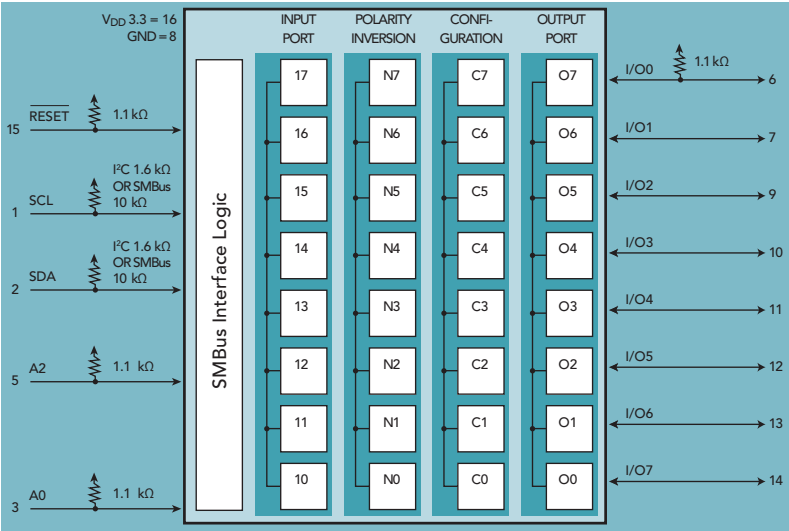 V_DD 3.3 = 16
GND = 8
INPUT
PORT
POLARITY
INVERSION
CONFI-
GURATION
OUTPUT
PORT
SMBus Interface Logic
15
RESET
1.1 kΩ
1
SCL
I²C 1.6 kΩ
OR SMBus
10 kΩ
2
SDA
I²C 1.6 kΩ
OR SMBus
10 kΩ
5
A2
1.1 kΩ
3
A0
1.1 kΩ
17
16
15
14
13
12
11
10
N7
N6
N5
N4
N3
N2
N1
N0
C7
C6
C5
C4
C3
C2
C1
C0
O7
O6
O5
O4
O3
O2
O1
O0
I/O0
1.1 kΩ
6
I/O1
7
I/O2
9
I/O3
10
I/O4
11
I/O5
12
I/O6
13
I/O7
14